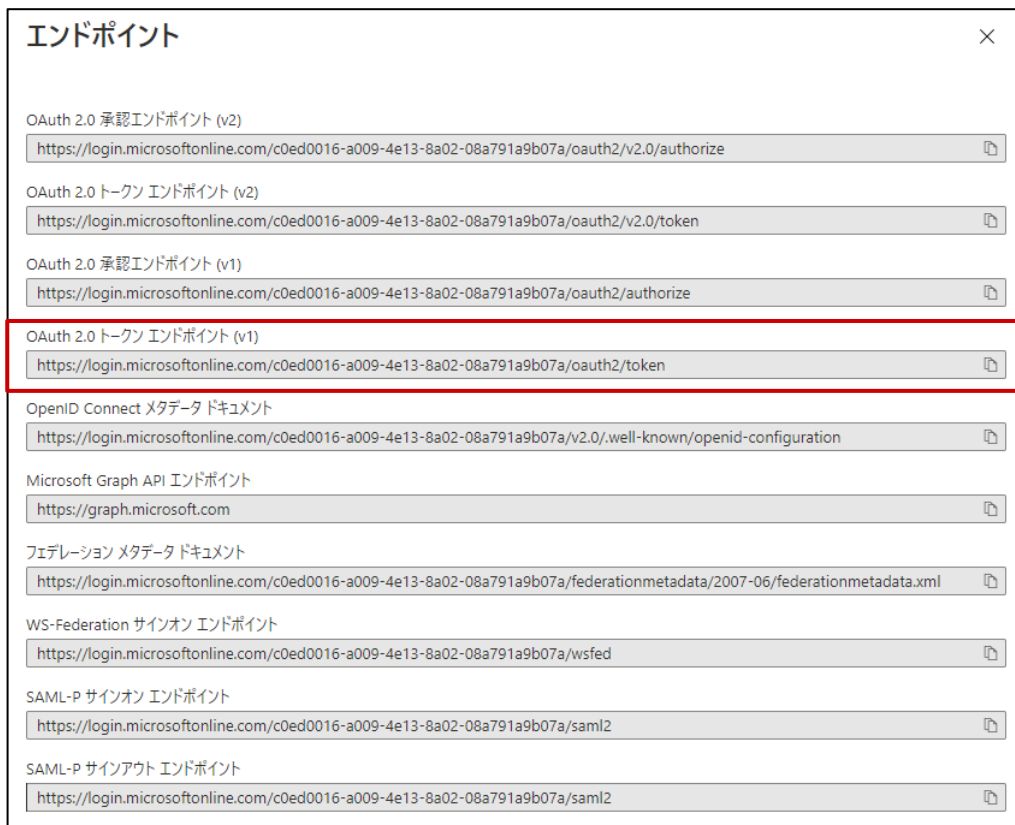 エンドポイント
OAuth 2.0 承認エンドポイント (v2)
https://login.microsoftonline.com/c0ed0016-a009-4e13-8a02-08a791a9b07a/oauth2/v2.0/authorize
OAuth 2.0 トークン エンドポイント (v2)
https://login.microsoftonline.com/c0ed0016-a009-4e13-8a02-08a791a9b07a/oauth2/v2.0/token
OAuth 2.0 承認エンドポイント (v1)
https://login.microsoftonline.com/c0ed0016-a009-4e13-8a02-08a791a9b07a/oauth2/authorize
OAuth 2.0 トークン エンドポイント (v1)
https://login.microsoftonline.com/c0ed0016-a009-4e13-8a02-08a791a9b07a/oauth2/token
OpenID Connect メタデータ ドキュメント
https://login.microsoftonline.com/c0ed0016-a009-4e13-8a02-08a791a9b07a/v2.0/.well-known/openid-configuration
Microsoft Graph API エンドポイント
https://graph.microsoft.com
フェデレーション メタデータ ドキュメント
https://login.microsoftonline.com/c0ed0016-a009-4e13-8a02-08a791a9b07a/federationmetadata/2007-06/federationmetadata.xml
WS-Federation サインオン エンドポイント
https://login.microsoftonline.com/c0ed0016-a009-4e13-8a02-08a791a9b07a/wsfed
SAML-P サインオン エンドポイント
https://login.microsoftonline.com/c0ed0016-a009-4e13-8a02-08a791a9b07a/saml2
SAML-P サインアウト エンドポイント
https://login.microsoftonline.com/c0ed0016-a009-4e13-8a02-08a791a9b07a/saml2